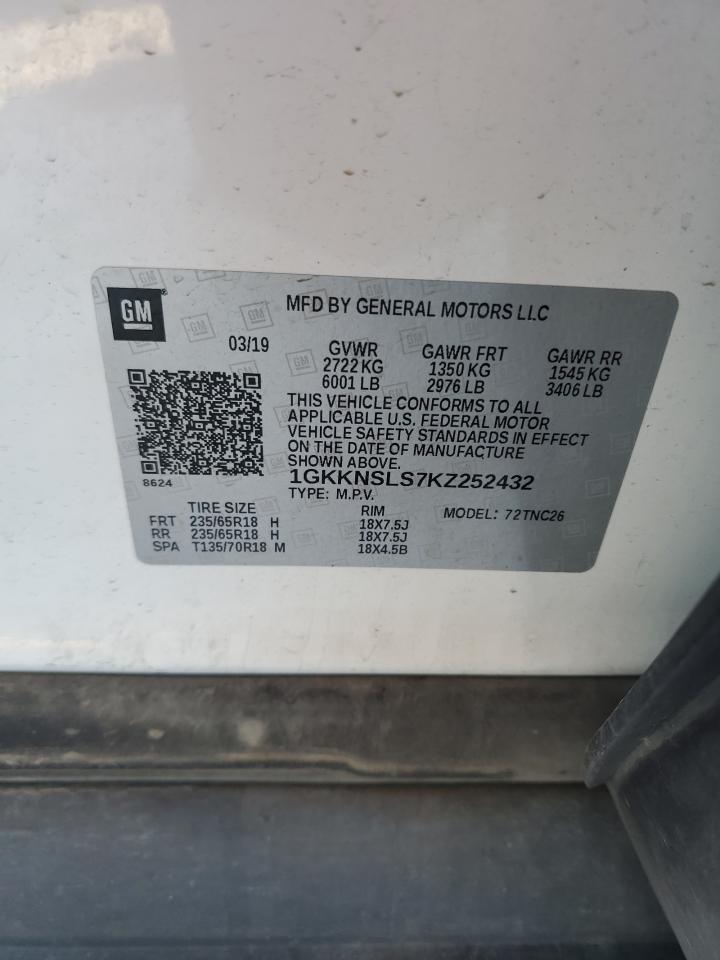 GM
MFD BY GENERAL MOTORS LLC
03/19 GVWR GAWR FRT GAWR RR
2722 KG 1350 KG 1545 KG
6001 LB 2976 LB 3406 LB
THIS VEHICLE CONFORMS TO ALL
APPLICABLE U.S. FEDERAL MOTOR
VEHICLE SAFETY STANDARDS IN EFFECT
ON THE DATE OF MANUFACTURE
SHOWN ABOVE.
8624
1GKKNSLS7KZ252432
TYPE: M.P.V.
TIRE SIZE RIM MODEL: 72TNC26
FRT 235/65R18 H 18X7.5J
RR 235/65R18 H 18X7.5J
SPA T135/70R18 M 18X4.5B